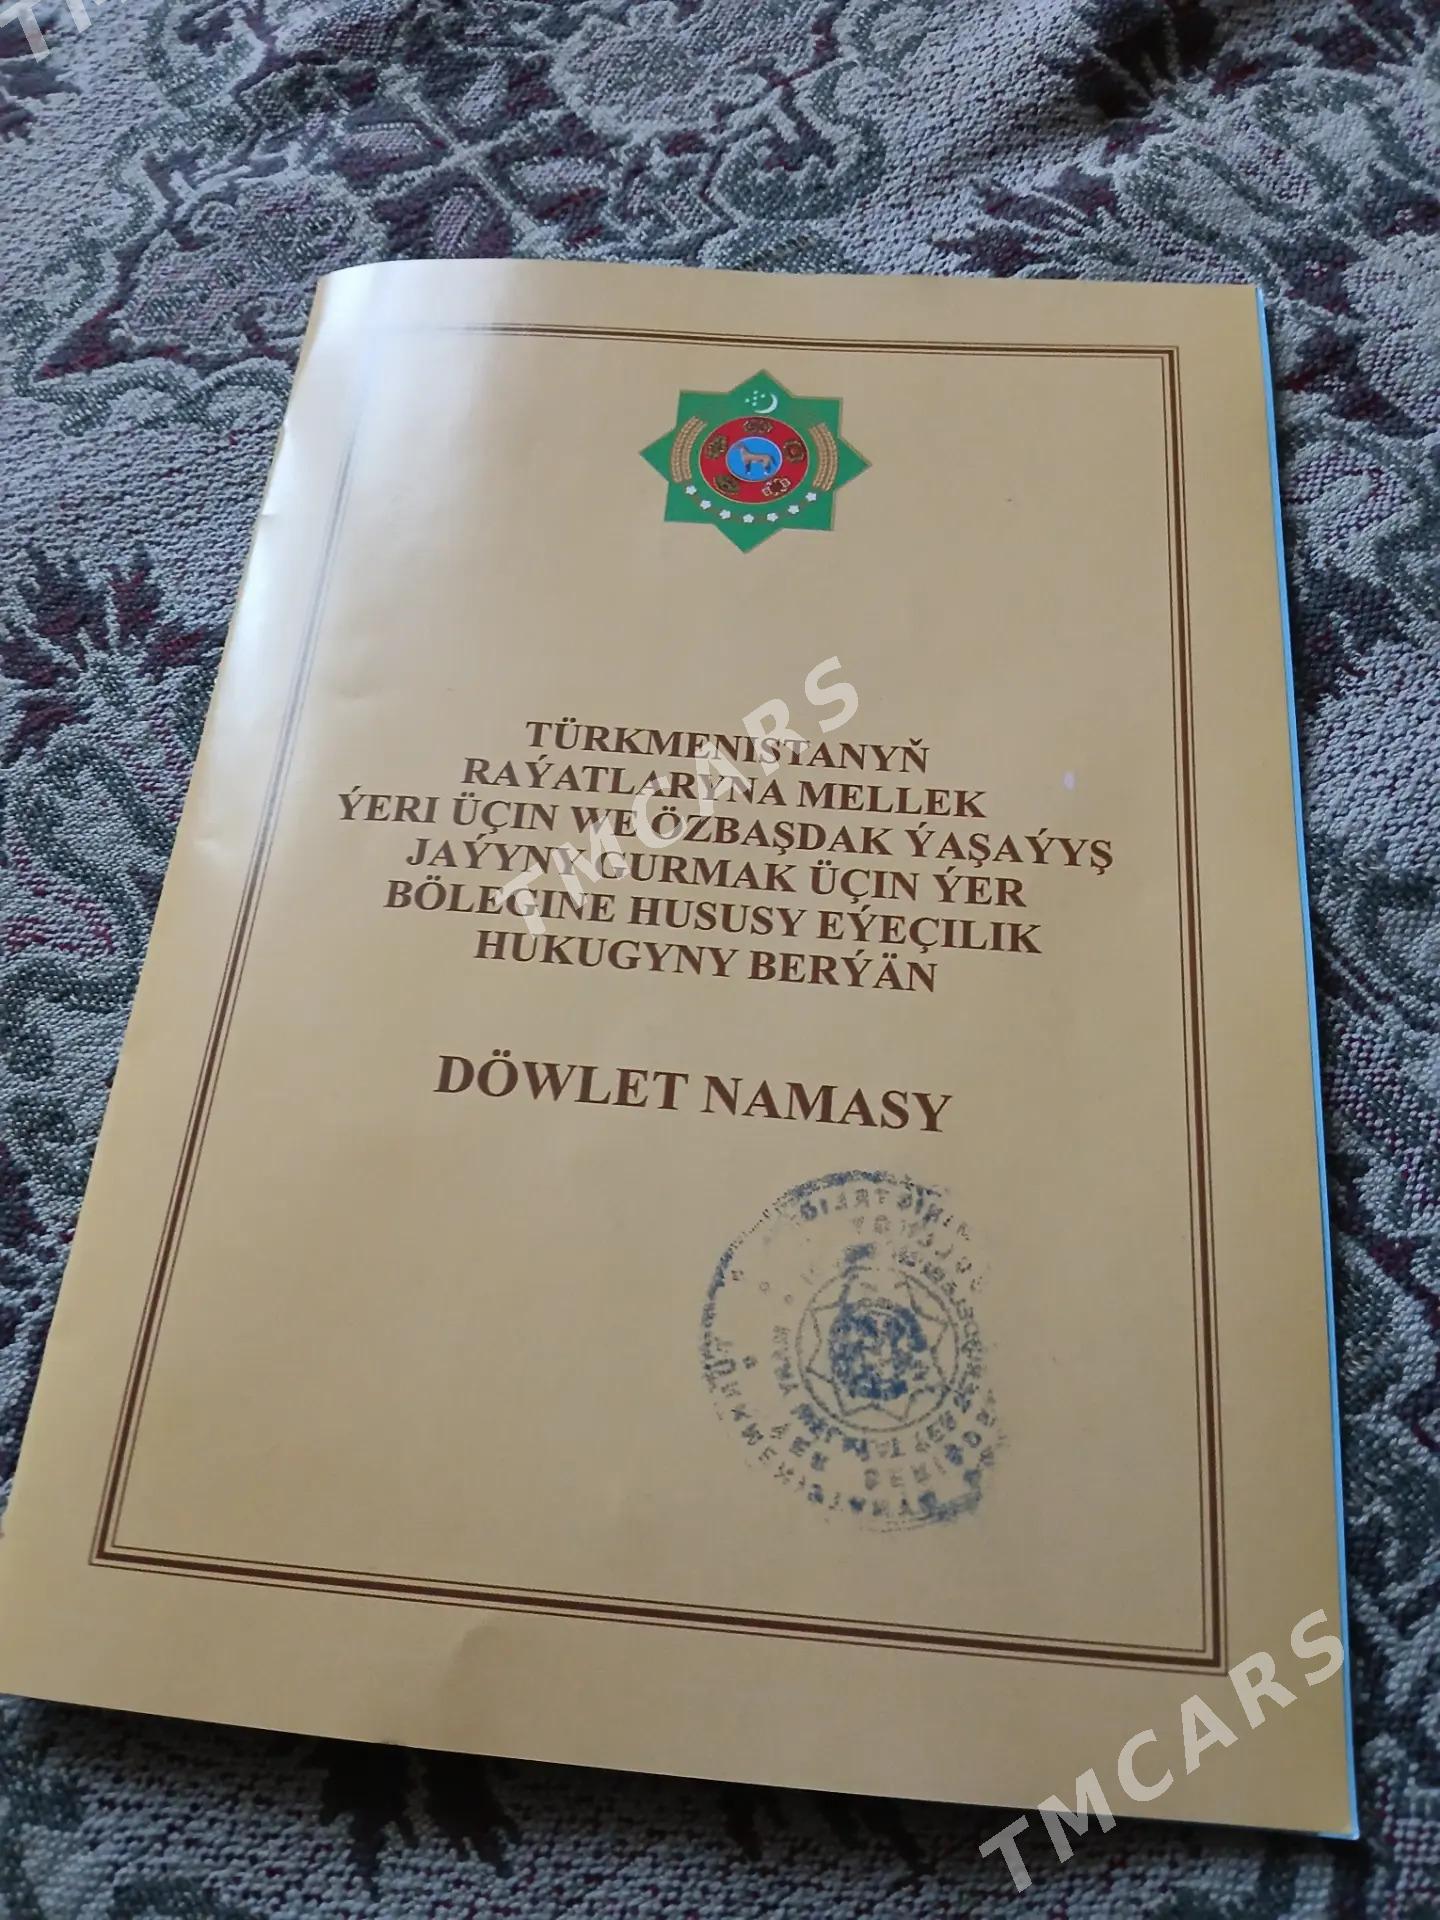 TÜRKMENISTANYŇ
RAÝATLARYNA MELLEK
ÝERI ÜÇIN WE ÖZBAŞDAK ÝAŞAÝYŞ
JAÝYNY GURMAK ÜÇIN ÝER
BÖLEGINE HUSUSY EÝEÇILIK
HUKUGYNY BERÝÄN
DÖWLET NAMASY
TMCARS
TMCARS